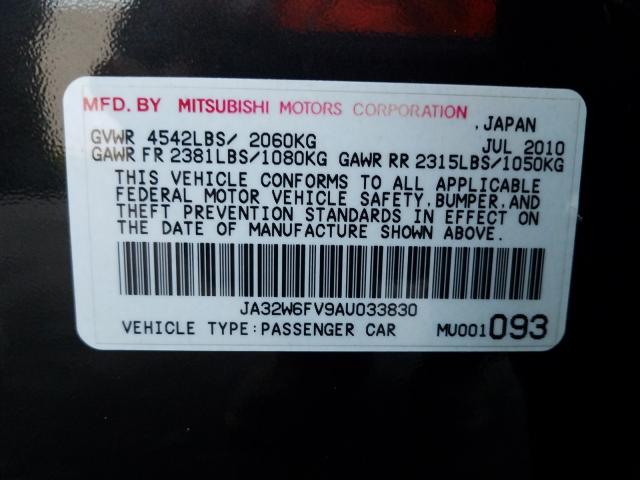 MFD. BY MITSUBISHI MOTORS CORPORATION
, JAPAN
GVWR 4542LBS/ 2060KG JUL 2010
GAWR FR 2381LBS/1080KG GAWR RR 2315LBS/1050KG
THIS VEHICLE CONFORMS TO ALL APPLICABLE
FEDERAL MOTOR VEHICLE SAFETY, BUMPER, AND
THEFT PREVENTION STANDARDS IN EFFECT ON
THE DATE OF MANUFACTURE SHOWN ABOVE.
JA32W6FV9AU033830
VEHICLE TYPE:PASSENGER CAR MU001093